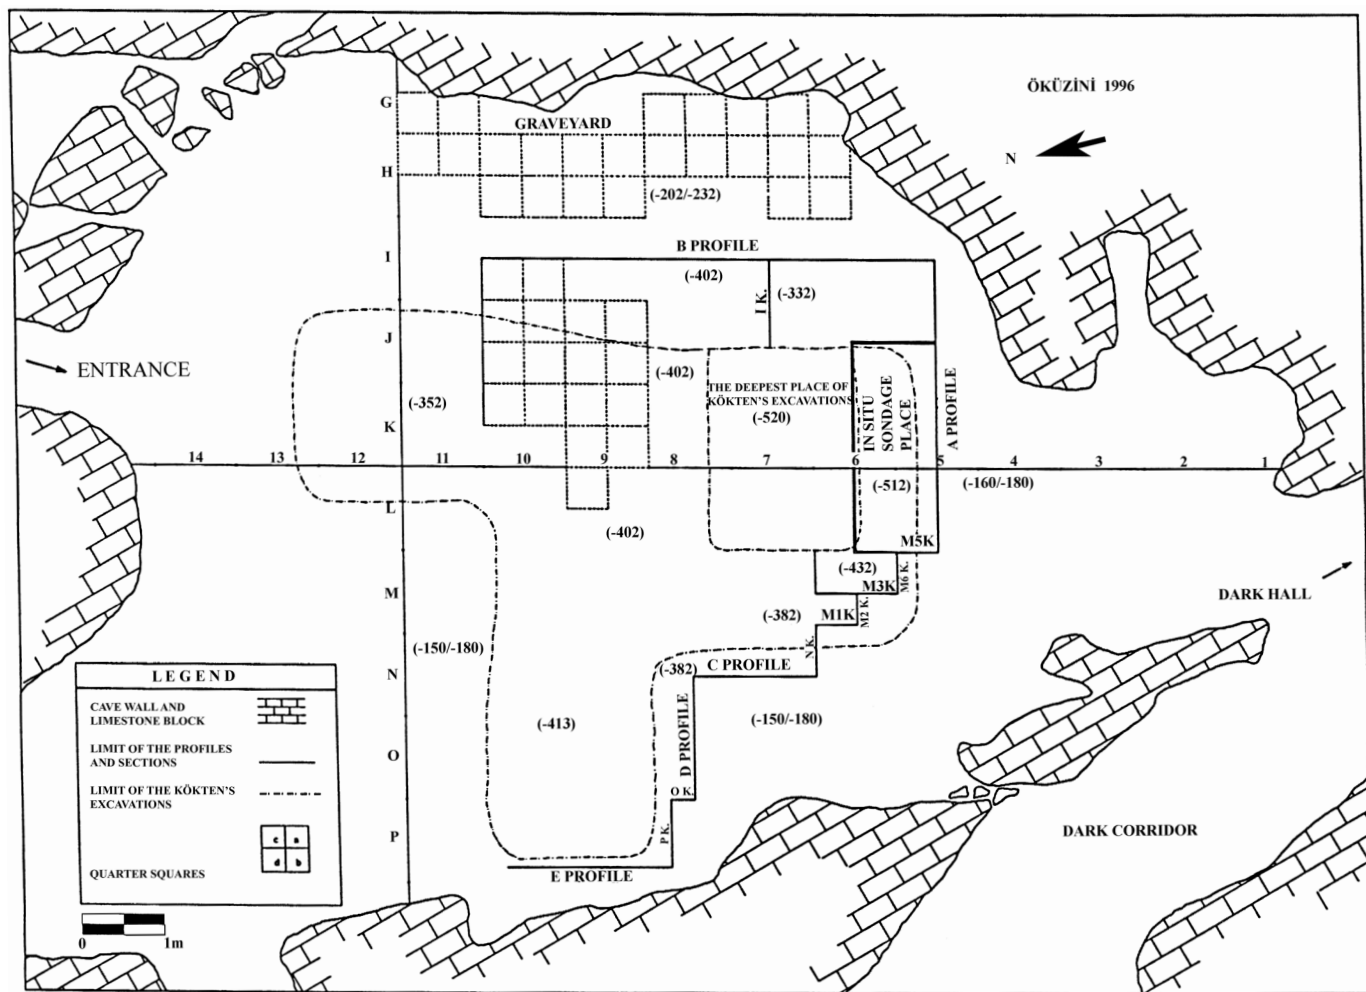 ÖKÜZİNİ 1996
N
G
GRAVEYARD
H
(-202/-232)
I
B PROFILE
(-402)
I K.
(-332)
J
ENTRANCE
(-402)
(-352)
THE DEEPEST PLACE OF
KÖKTEN'S EXCAVATIONS
(-520)
IN SITU
SONDAGE
PLACE
A PROFILE
K
14 13 12 11 10 9 8 7 6 5 4 3 2 1
(-512)
(-160/-180)
L
(-402)
M5K
(-432)
M3K
M6 K.
M
(-382)
M1K
M2 K.
DARK HALL
(-150/-180)
N K.
N
(-382)
C PROFILE
(-413)
D PROFILE
(-150/-180)
O
O K.
P
P K.
E PROFILE
DARK CORRIDOR
LEGEND
CAVE WALL AND
LIMESTONE BLOCK
LIMIT OF THE PROFILES
AND SECTIONS
LIMIT OF THE KÖKTEN'S
EXCAVATIONS
c a
d b
QUARTER SQUARES
0 1m